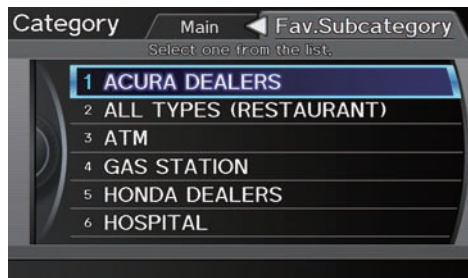 Category Main Fav.Subcategory
Select one from the list.
1 ACURA DEALERS
2 ALL TYPES (RESTAURANT)
3 ATM
4 GAS STATION
5 HONDA DEALERS
6 HOSPITAL